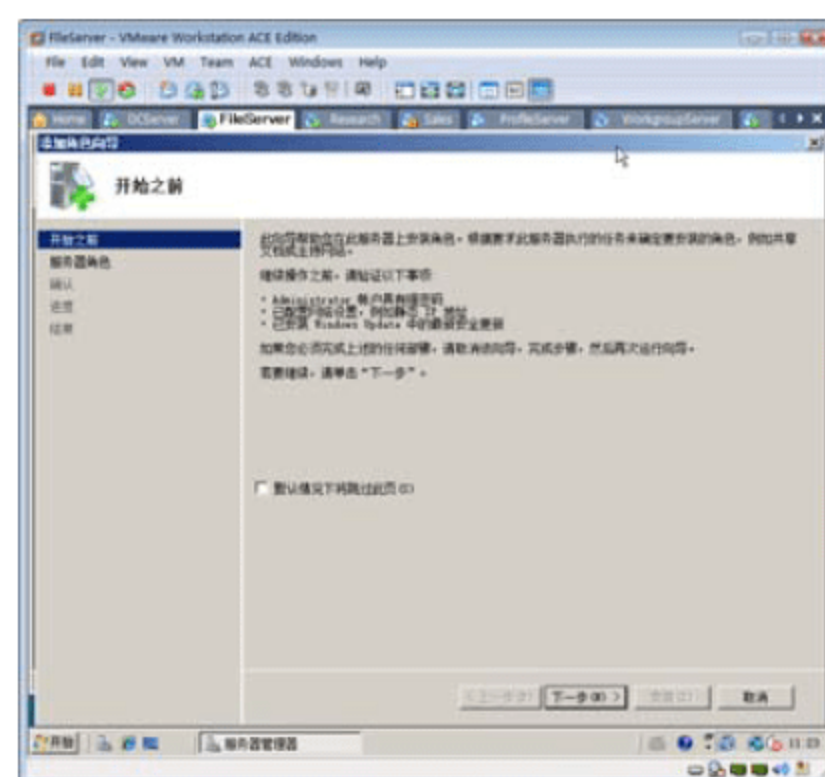 FileServer - VMware Workstation ACE Edition
File Edit View VM Team ACE Windows Help
Home DCServer FileServer Research Sales ProfileServer WorkgroupServer
添加角色向导
开始之前
开始之前
服务器角色
确认
进度
结果
此向导帮助您在此服务器上安装角色。根据要求此服务器执行的任务来确定要安装的角色，例如共享
文档或主持网站。
继续操作之前，请验证以下事项:
· Administrator 帐户具有强密码
· 已配置网络设置，例如静态 IP 地址
· 已安装 Windows Update 中的最新安全更新
如果您必须完成上述的任何步骤，请取消该向导，完成步骤，然后再次运行向导。
若要继续，请单击“下一步”。
默认情况下将跳过此页(S)
< 上一步(P) 下一步(N) > 安装(I) 取消
开始 服务器管理器